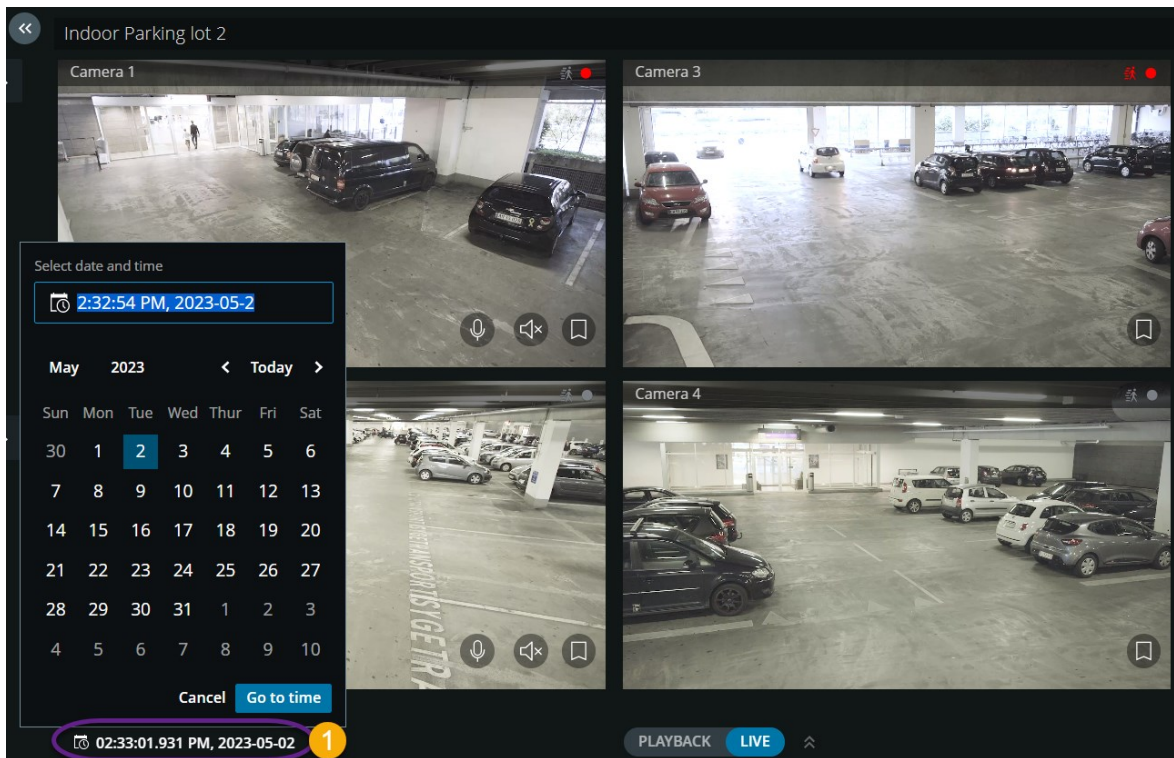 Indoor Parking lot 2
Camera 1
Camera 3
Select date and time
2:32:54 PM, 2023-05-2
May 2023 < Today >
Sun Mon Tue Wed Thur Fri Sat
30 1 2 3 4 5 6
7 8 9 10 11 12 13
14 15 16 17 18 19 20
21 22 23 24 25 26 27
28 29 30 31 1 2 3
4 5 6 7 8 9 10
Cancel Go to time
Camera 4
02:33:01.931 PM, 2023-05-02 1
PLAYBACK LIVE